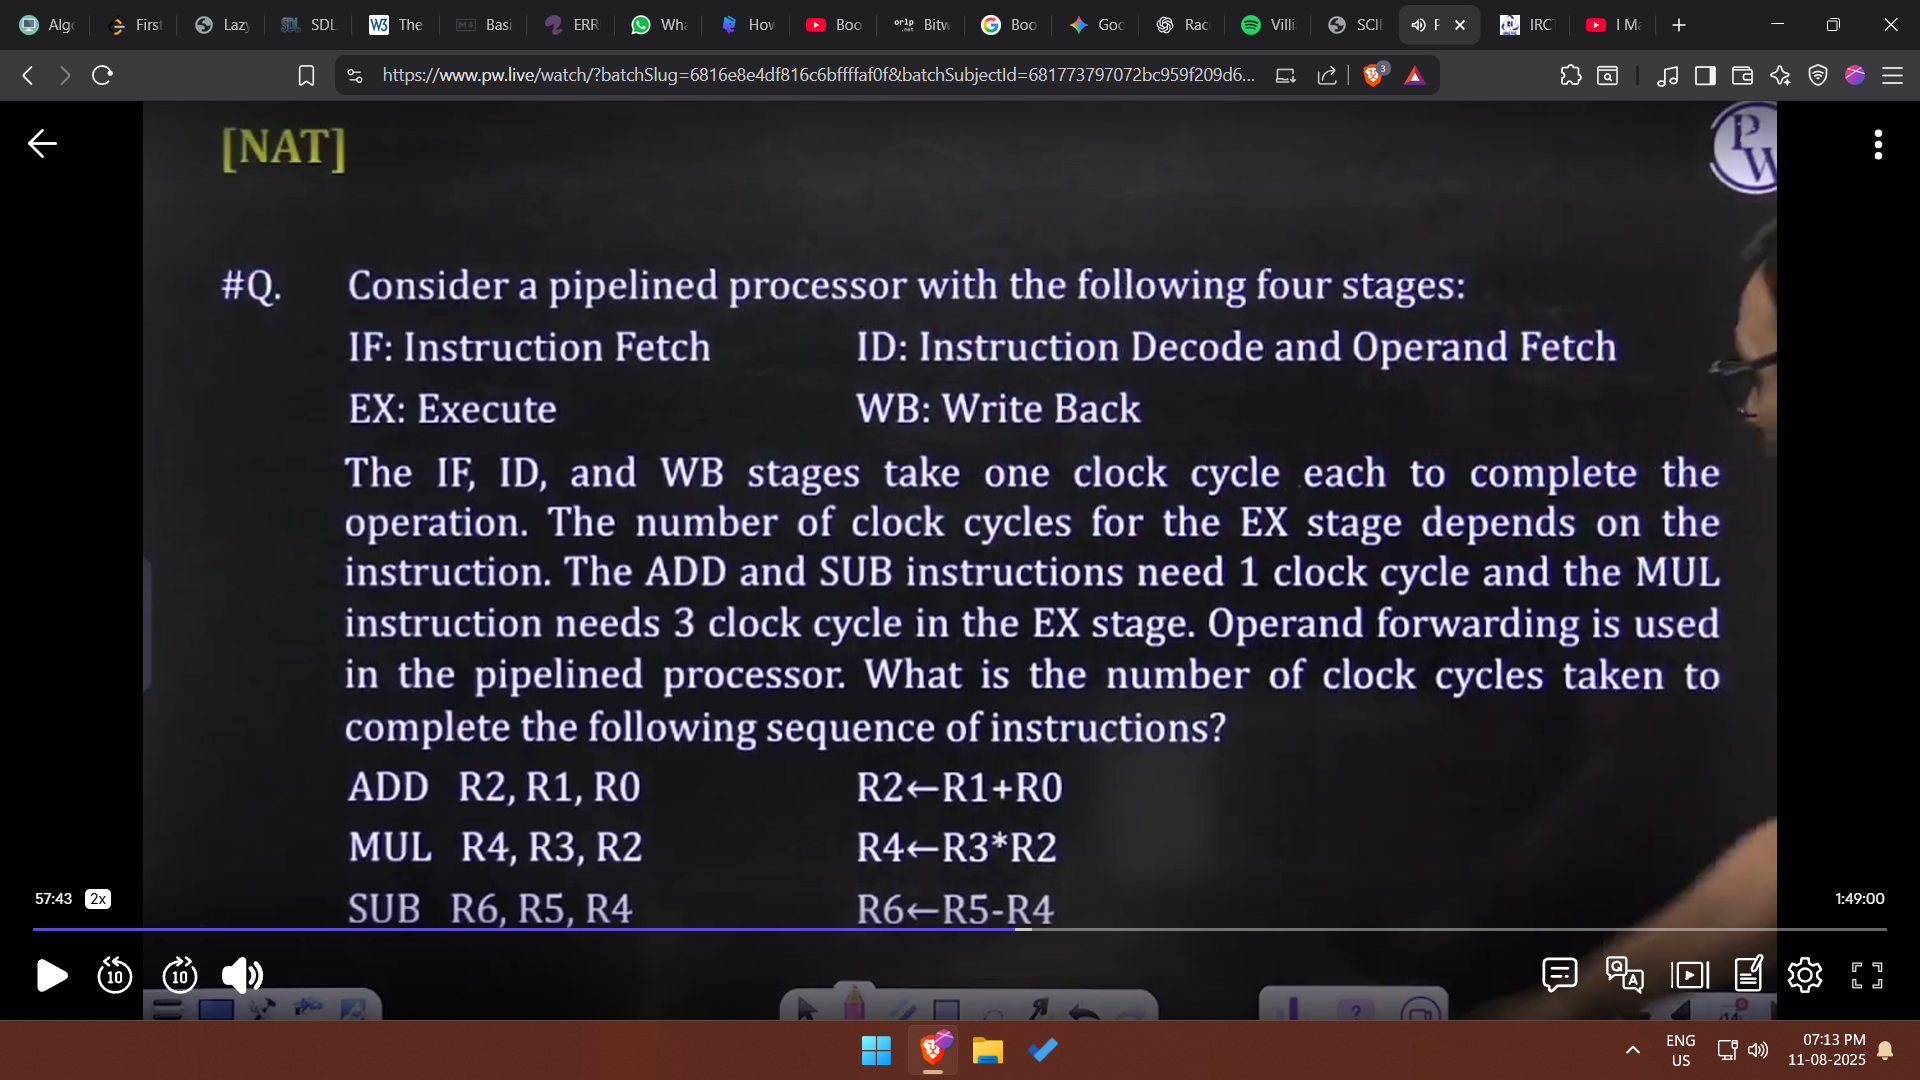 Algo
First
Lazy
SDL
W3 The
Basi
ERR
Wha
How
Boo
orlp .net Bitw
Boo
Goo
Rac
Villi
SCIE
F
IRCT
I Ma
https://www.pw.live/watch/?batchSlug=6816e8e4df816c6bffffaf0f&batchSubjectId=681773797072bc959f209d6...
3
[NAT]
PW
#Q. Consider a pipelined processor with the following four stages:
IF: Instruction Fetch ID: Instruction Decode and Operand Fetch
EX: Execute WB: Write Back
The IF, ID, and WB stages take one clock cycle each to complete the
operation. The number of clock cycles for the EX stage depends on the
instruction. The ADD and SUB instructions need 1 clock cycle and the MUL
instruction needs 3 clock cycle in the EX stage. Operand forwarding is used
in the pipelined processor. What is the number of clock cycles taken to
complete the following sequence of instructions?
ADD R2, R1, R0 R2←R1+R0
MUL R4, R3, R2 R4←R3*R2
SUB R6, R5, R4 R6←R5-R4
57:43 2x 1:49:00
10 10
ENG
US
07:13 PM
11-08-2025